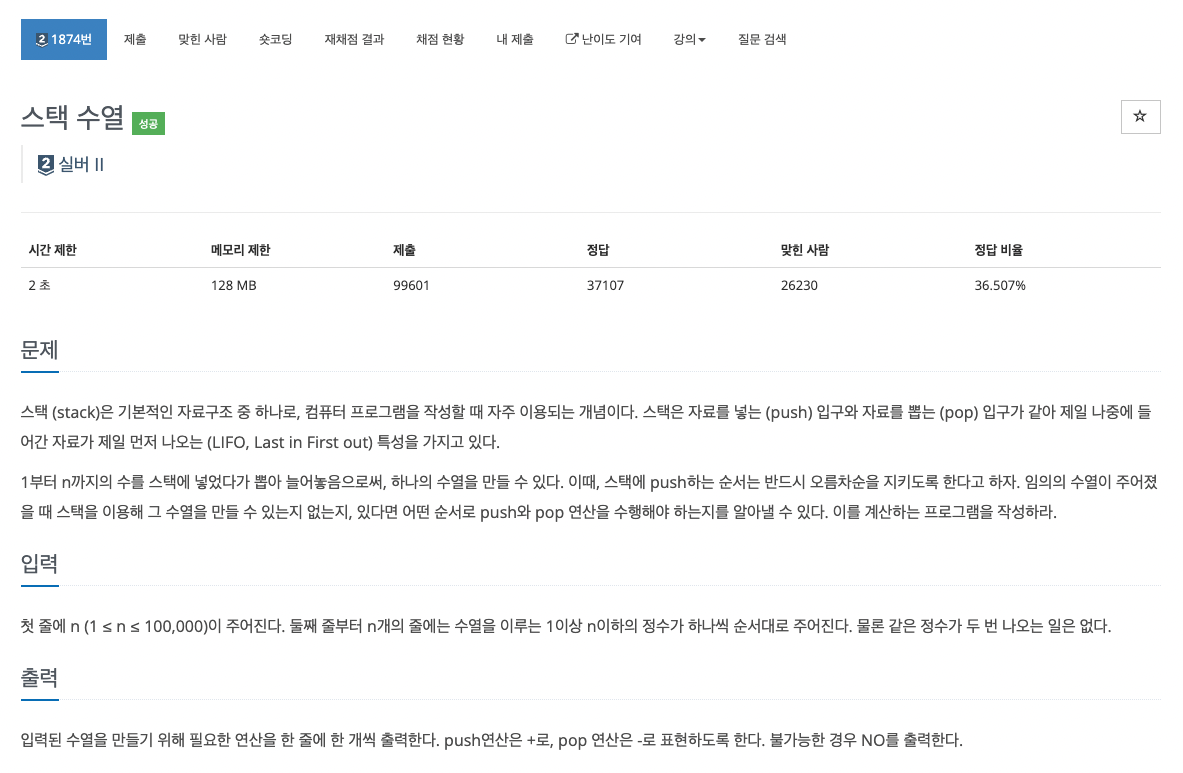 2 1874번 제출 맞힌 사람 숏코딩 재채점 결과 채점 현황 내 제출 난이도 기여 강의 질문 검색
스택 수열 성공
2 실버 II
시간 제한 메모리 제한 제출 정답 맞힌 사람 정답 비율
2 초 128 MB 99601 37107 26230 36.507%
문제
스택 (stack)은 기본적인 자료구조 중 하나로, 컴퓨터 프로그램을 작성할 때 자주 이용되는 개념이다. 스택은 자료를 넣는 (push) 입구와 자료를 뽑는 (pop) 입구가 같아 제일 나중에 들
어간 자료가 제일 먼저 나오는 (LIFO, Last in First out) 특성을 가지고 있다.
1부터 n까지의 수를 스택에 넣었다가 뽑아 늘어놓음으로써, 하나의 수열을 만들 수 있다. 이때, 스택에 push하는 순서는 반드시 오름차순을 지키도록 한다고 하자. 임의의 수열이 주어졌
을 때 스택을 이용해 그 수열을 만들 수 있는지 없는지, 있다면 어떤 순서로 push와 pop 연산을 수행해야 하는지를 알아낼 수 있다. 이를 계산하는 프로그램을 작성하라.
입력
첫 줄에 n (1 ≤ n ≤ 100,000)이 주어진다. 둘째 줄부터 n개의 줄에는 수열을 이루는 1이상 n이하의 정수가 하나씩 순서대로 주어진다. 물론 같은 정수가 두 번 나오는 일은 없다.
출력
입력된 수열을 만들기 위해 필요한 연산을 한 줄에 한 개씩 출력한다. push연산은 +로, pop 연산은 -로 표현하도록 한다. 불가능한 경우 NO를 출력한다.